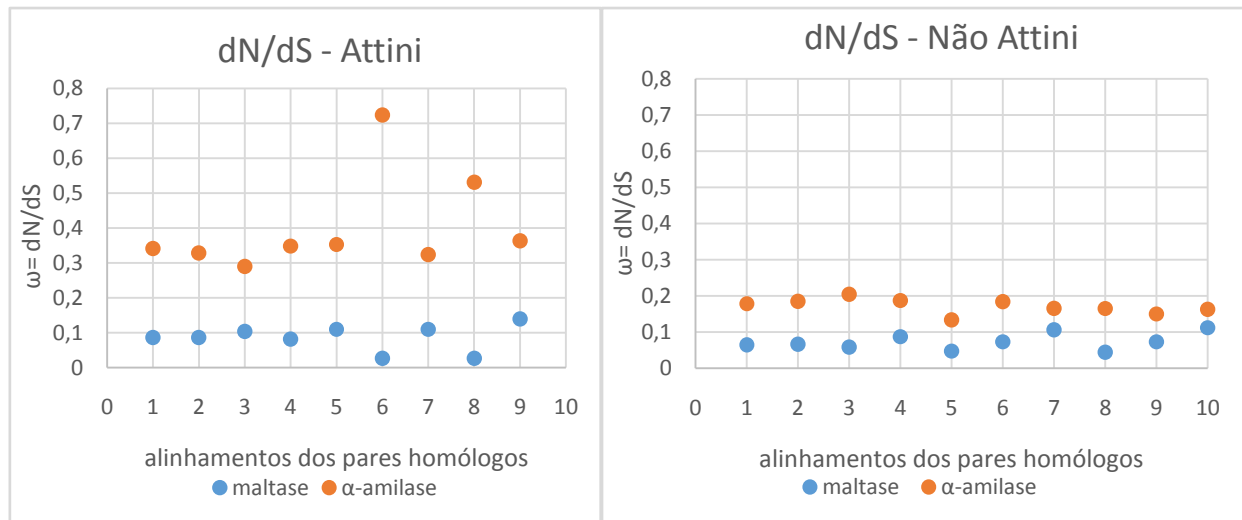 dN/dS - Attini
0,8
0,7
0,6
0,5
0,4
0,3
0,2
0,1
0
ω= dN/dS
0 1 2 3 4 5 6 7 8 9 10
alinhamentos dos pares homólogos
maltase α-amilase
dN/dS - Não Attini
0,8
0,7
0,6
0,5
0,4
0,3
0,2
0,1
0
ω= dN/dS
0 1 2 3 4 5 6 7 8 9 10
alinhamentos dos pares homólogos
maltase α-amilase